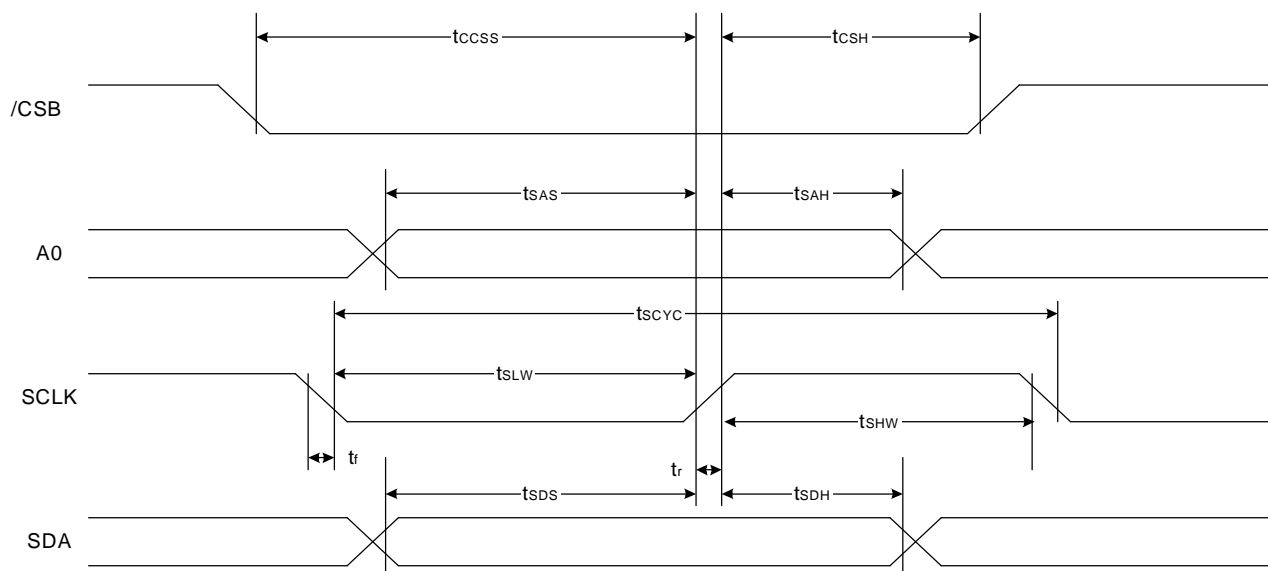 tCCSS
tCSH
/CSB
tSAS
tSAH
A0
tSCYC
tSLW
SCLK
tSHW
tf
tr
tSDS
tSDH
SDA